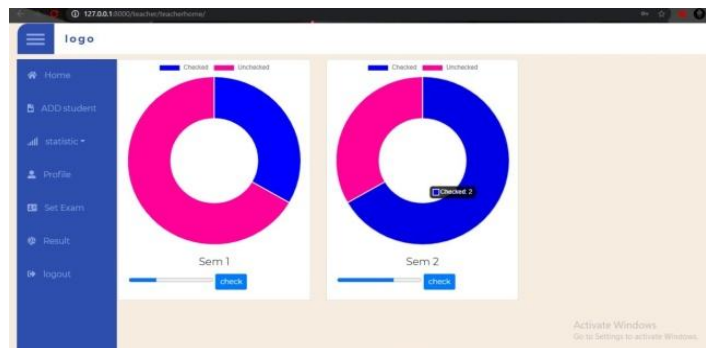 127.0.0.1:8000/teacher/teacherhome/
logo
Home
ADD student
statistic
Profile
Set Exam
Result
logout
Checked Unchecked
Sem 1
check
Checked Unchecked
Checked: 2
Sem 2
check
Activate Windows
Go to Settings to activate Windows.